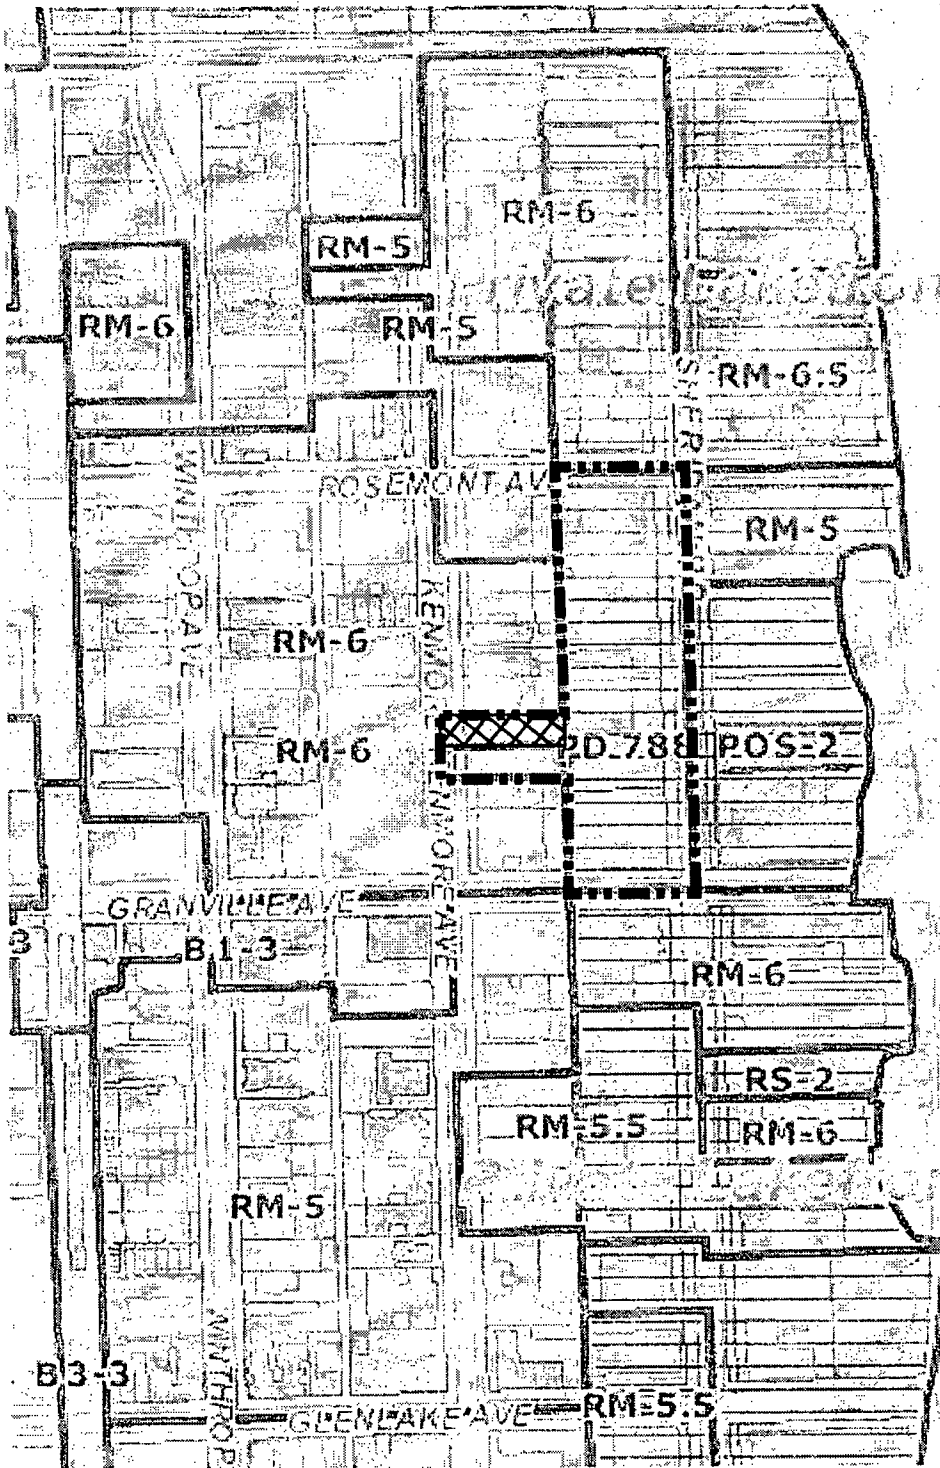 RM-6
RM-5
RM-6
RM-5
RM-6.5
ROSEMONT AV
RM-5
WINTHROP AVE
KENMORE
RM-6
RM-6
PD 788
POS-2
KENMORE AVE
GRANVILLE AVE
B1-3
RM-6
RS-2
RM-5.5
RM-6
RM-5
B3-3
WINTHROP
GLENLAKE AVE
RM-5.5